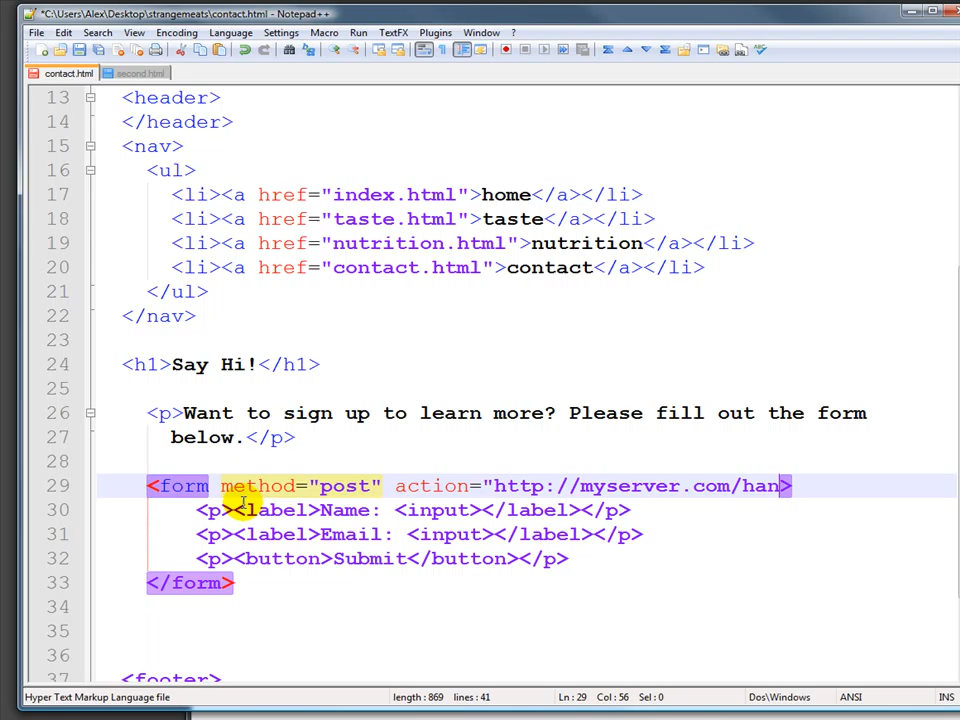 *C:\Users\Alex\Desktop\strangemeats\contact.html - Notepad++
File Edit Search View Encoding Language Settings Macro Run TextFX Plugins Window ?
contact.html second.html
13 <header>
14 </header>
15 <nav>
16 <ul>
17 <li><a href="index.html">home</a></li>
18 <li><a href="taste.html">taste</a></li>
19 <li><a href="nutrition.html">nutrition</a></li>
20 <li><a href="contact.html">contact</a></li>
21 </ul>
22 </nav>
23
24 <h1>Say Hi!</h1>
25
26 <p>Want to sign up to learn more? Please fill out the form
27 below.</p>
28
29 <form method="post" action="http://myserver.com/han>
30 <p><label>Name: <input></label></p>
31 <p><label>Email: <input></label></p>
32 <p><button>Submit</button></p>
33 </form>
34
35
36
37 <footer>
Hyper Text Markup Language file length : 869 lines : 41 Ln : 29 Col : 56 Sel : 0 Dos\Windows ANSI INS